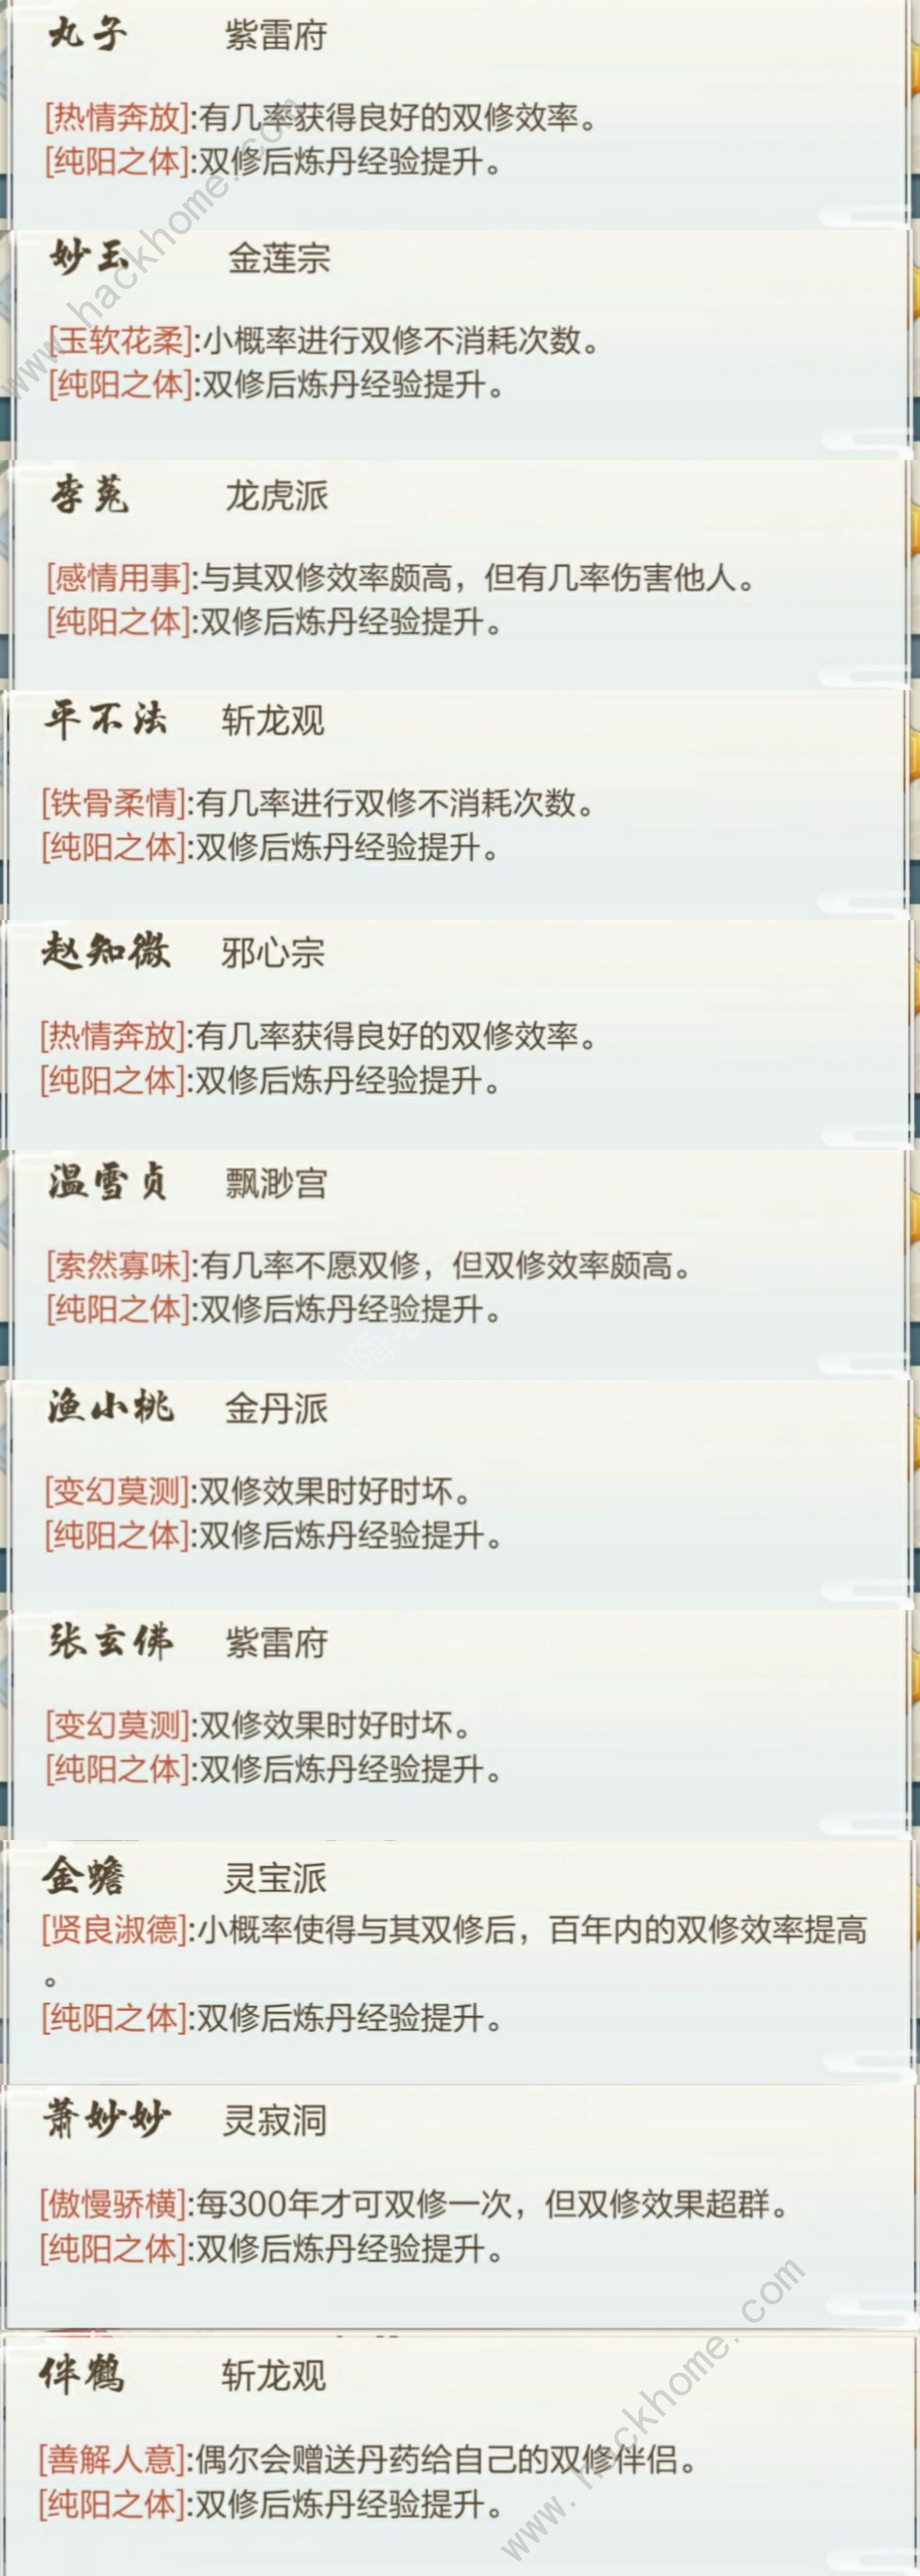 丸子 紫雷府
[热情奔放]:有几率获得良好的双修效率。
[纯阳之体]:双修后炼丹经验提升。
www.hackhome.com
妙玉 金莲宗
[玉软花柔]:小概率进行双修不消耗次数。
[纯阳之体]:双修后炼丹经验提升。
李莬 龙虎派
[感情用事]:与其双修效率颇高，但有几率伤害他人。
[纯阳之体]:双修后炼丹经验提升。
平不法 斩龙观
[铁骨柔情]:有几率进行双修不消耗次数。
[纯阳之体]:双修后炼丹经验提升。
赵知微 邪心宗
[热情奔放]:有几率获得良好的双修效率。
[纯阳之体]:双修后炼丹经验提升。
温雪贞 飘渺宫
[索然寡味]:有几率不愿双修，但双修效率颇高。
[纯阳之体]:双修后炼丹经验提升。
渔小桃 金丹派
[变幻莫测]:双修效果时好时坏。
[纯阳之体]:双修后炼丹经验提升。
张玄佛 紫雷府
[变幻莫测]:双修效果时好时坏。
[纯阳之体]:双修后炼丹经验提升。
金蟾 灵宝派
[贤良淑德]:小概率使得与其双修后，百年内的双修效率提高
。
[纯阳之体]:双修后炼丹经验提升。
萧妙妙 灵寂洞
[傲慢骄横]:每300年才可双修一次，但双修效果超群。
[纯阳之体]:双修后炼丹经验提升。
伴鹤 斩龙观
[善解人意]:偶尔会赠送丹药给自己的双修伴侣。
[纯阳之体]:双修后炼丹经验提升。
www.hackhome.com